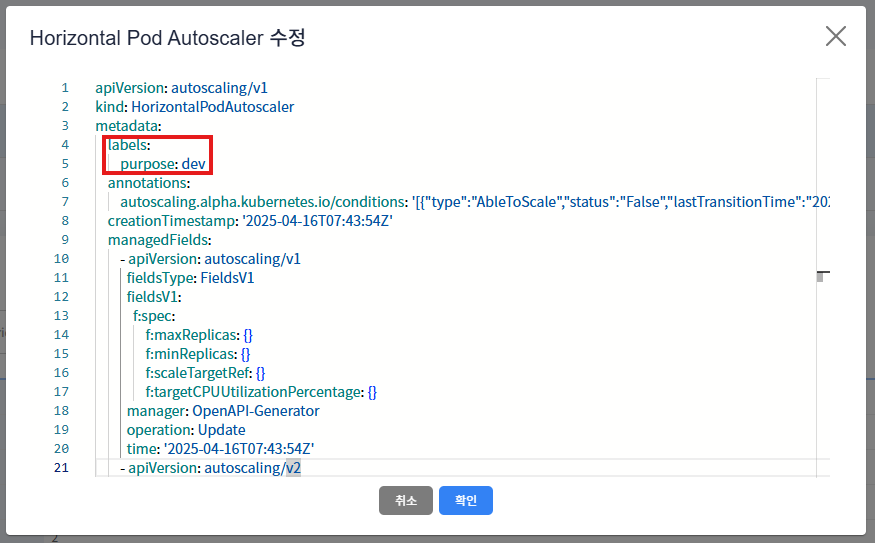 Horizontal Pod Autoscaler 수정
1 apiVersion: autoscaling/v1
2 kind: HorizontalPodAutoscaler
3 metadata:
4 labels:
5 purpose: dev
6 annotations:
7 autoscaling.alpha.kubernetes.io/conditions: '[{"type":"AbleToScale","status":"False","lastTransitionTime":"202
8 creationTimestamp: '2025-04-16T07:43:54Z'
9 managedFields:
10 - apiVersion: autoscaling/v1
11 fieldsType: FieldsV1
12 fieldsV1:
13 f:spec:
14 f:maxReplicas: {}
15 f:minReplicas: {}
16 f:scaleTargetRef: {}
17 f:targetCPUUtilizationPercentage: {}
18 manager: OpenAPI-Generator
19 operation: Update
20 time: '2025-04-16T07:43:54Z'
21 - apiVersion: autoscaling/v2
취소 확인
2